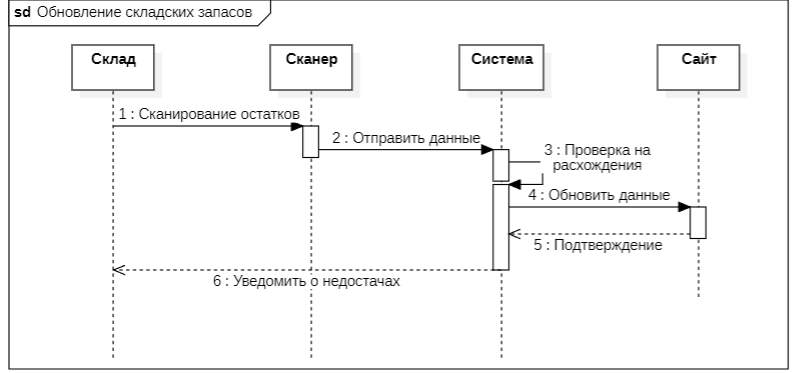 sd Обновление складских запасов
Склад
Сканер
Система
Сайт
1 : Сканирование остатков
2 : Отправить данные
3 : Проверка на
расхождения
4 : Обновить данные
5 : Подтверждение
6 : Уведомить о недостачах